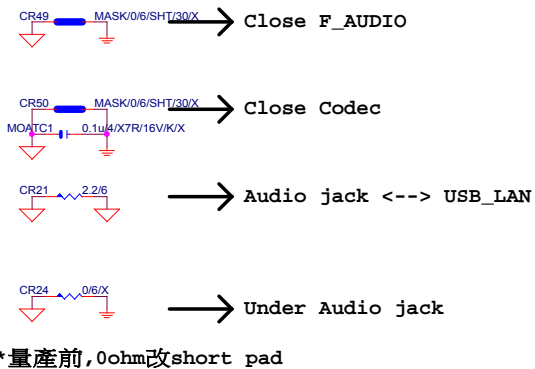 CR49 MASK/0/6/SHT/30/X Close F_AUDIO
CR50 MASK/0/6/SHT/30/X Close Codec
MOATC1 0.1u/4/X7R/16V/K/X
CR21 2.2/6 Audio jack <--> USB_LAN
CR24 0/6/X Under Audio jack
*量產前,0ohm改short pad